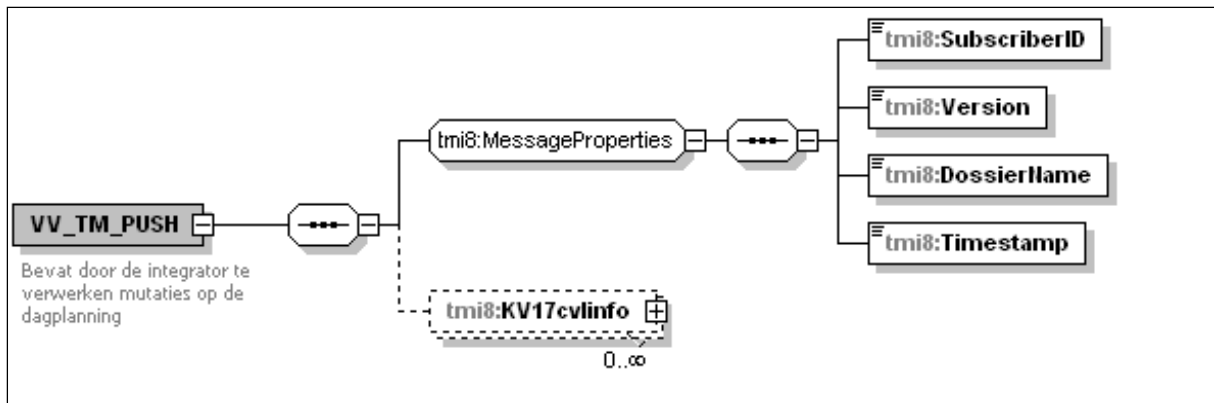 tmi8:SubscriberID
tmi8:Version
tmi8:MessageProperties
tmi8:DossierName
VV_TM_PUSH
tmi8:Timestamp
Bevat door de integrator te
verwerken mutaties op de
dagplanning
tmi8:KV17cvlinfo
0..∞